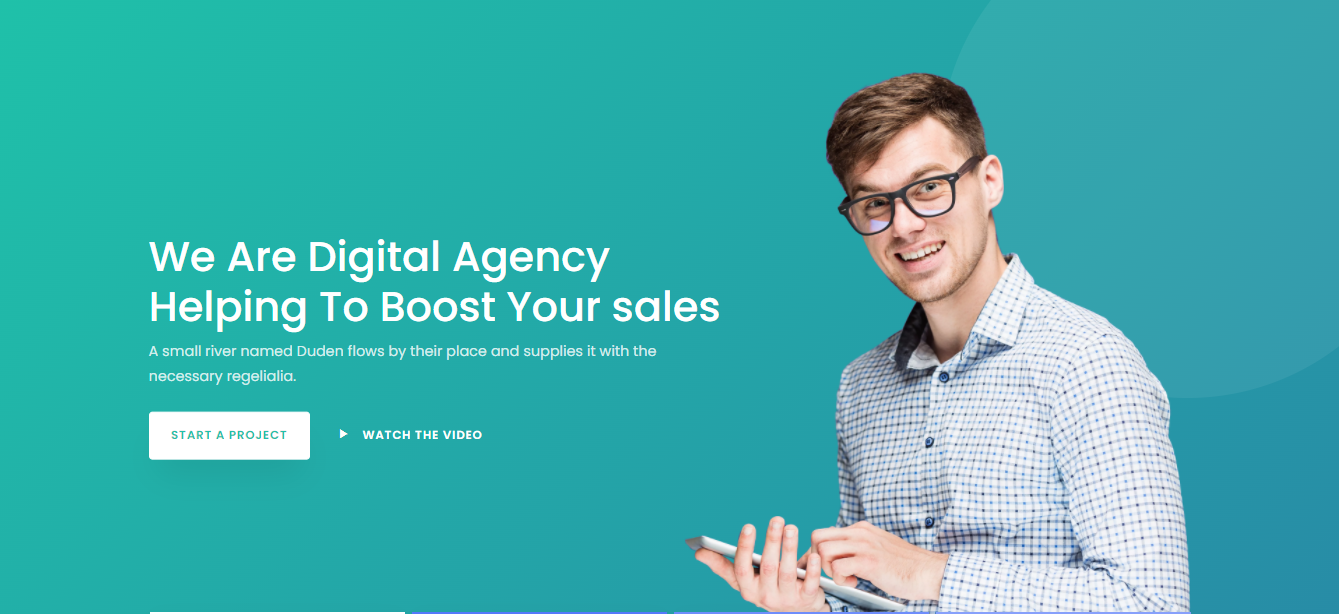 We Are Digital Agency
Helping To Boost Your sales
A small river named Duden flows by their place and supplies it with the
necessary regelialia.
START A PROJECT
WATCH THE VIDEO